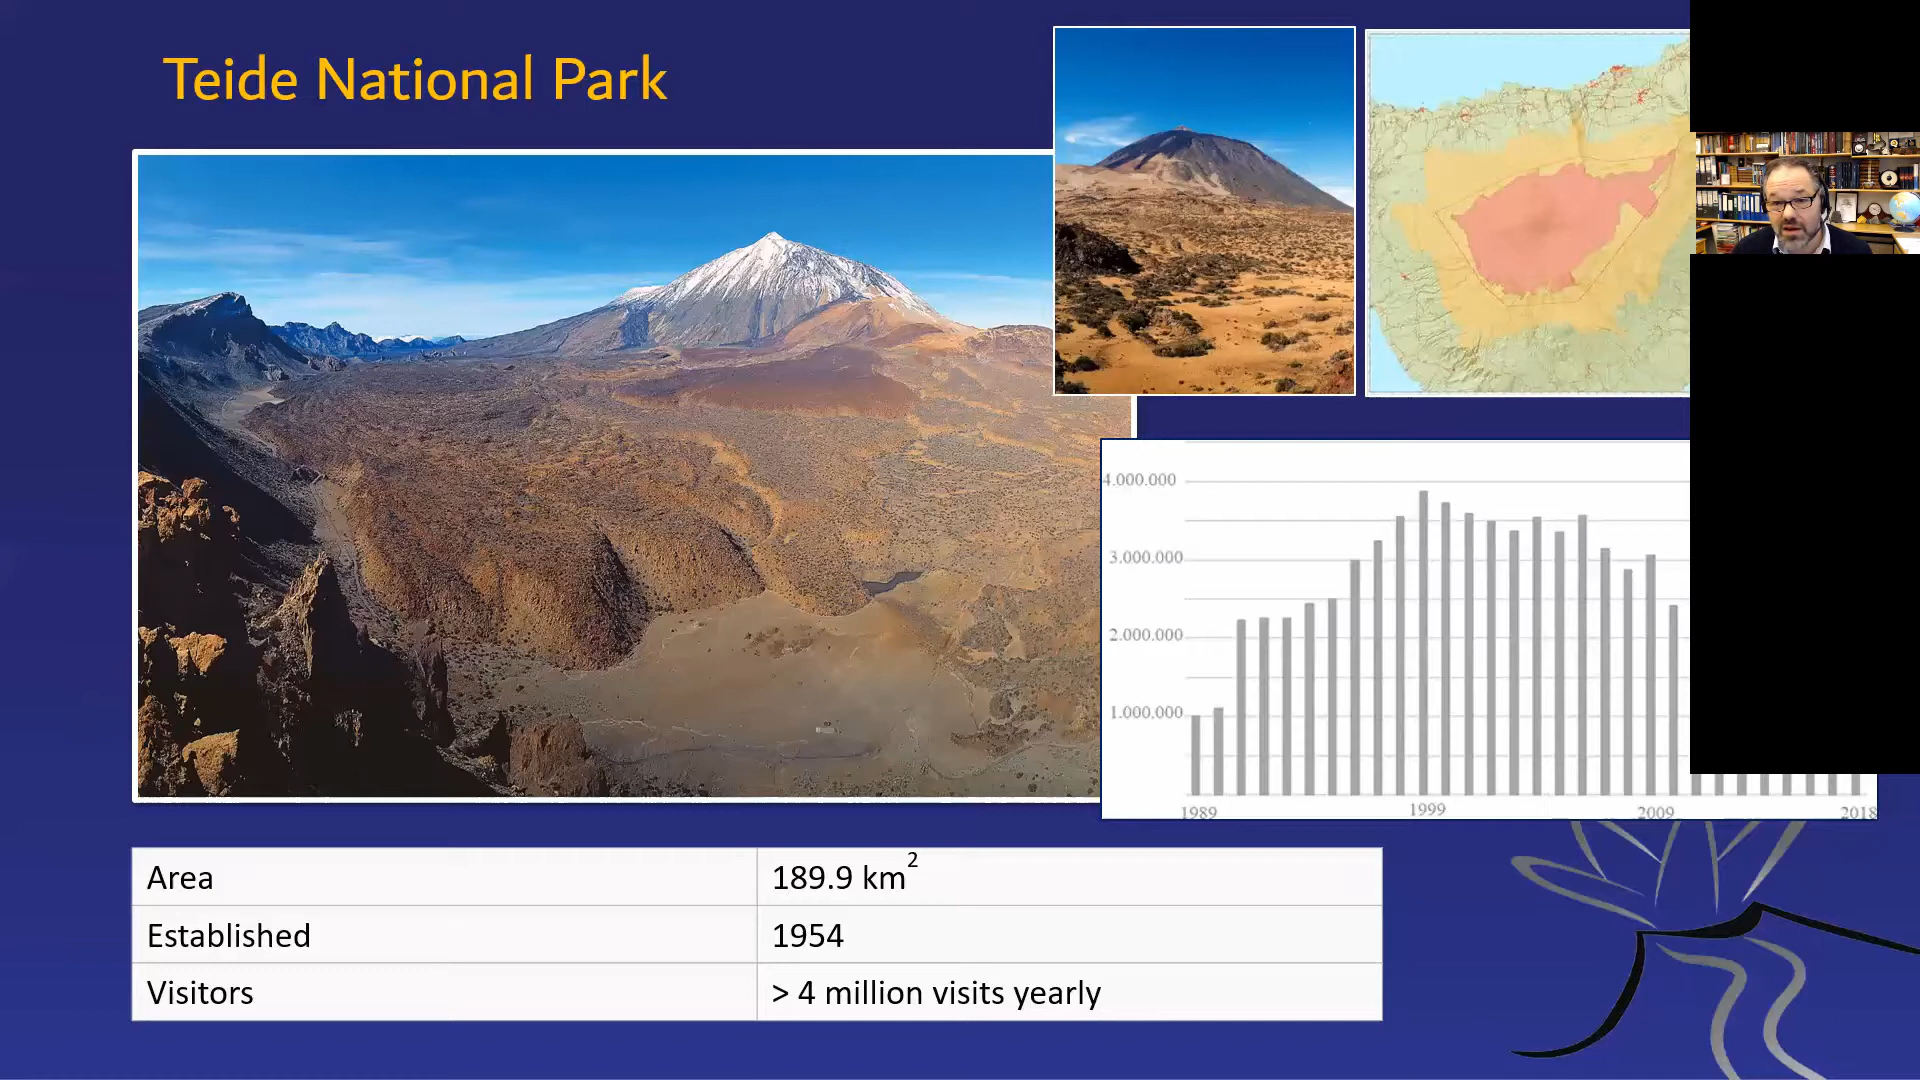 Teide National Park
4.000.000
3.000.000
2.000.000
1.000.000
1989 1999 2009 2018
Area 189.9 km²
Established 1954
Visitors > 4 million visits yearly